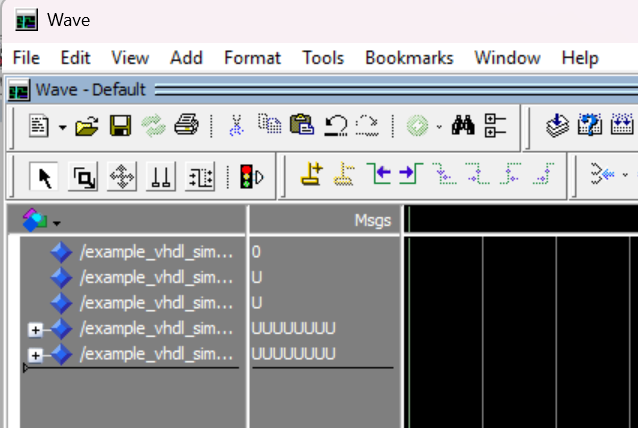 Wave
File Edit View Add Format Tools Bookmarks Window Help
Wave - Default
Msgs
/example_vhdl_sim... 0
/example_vhdl_sim... U
/example_vhdl_sim... U
/example_vhdl_sim... UUUUUUUU
/example_vhdl_sim... UUUUUUUU